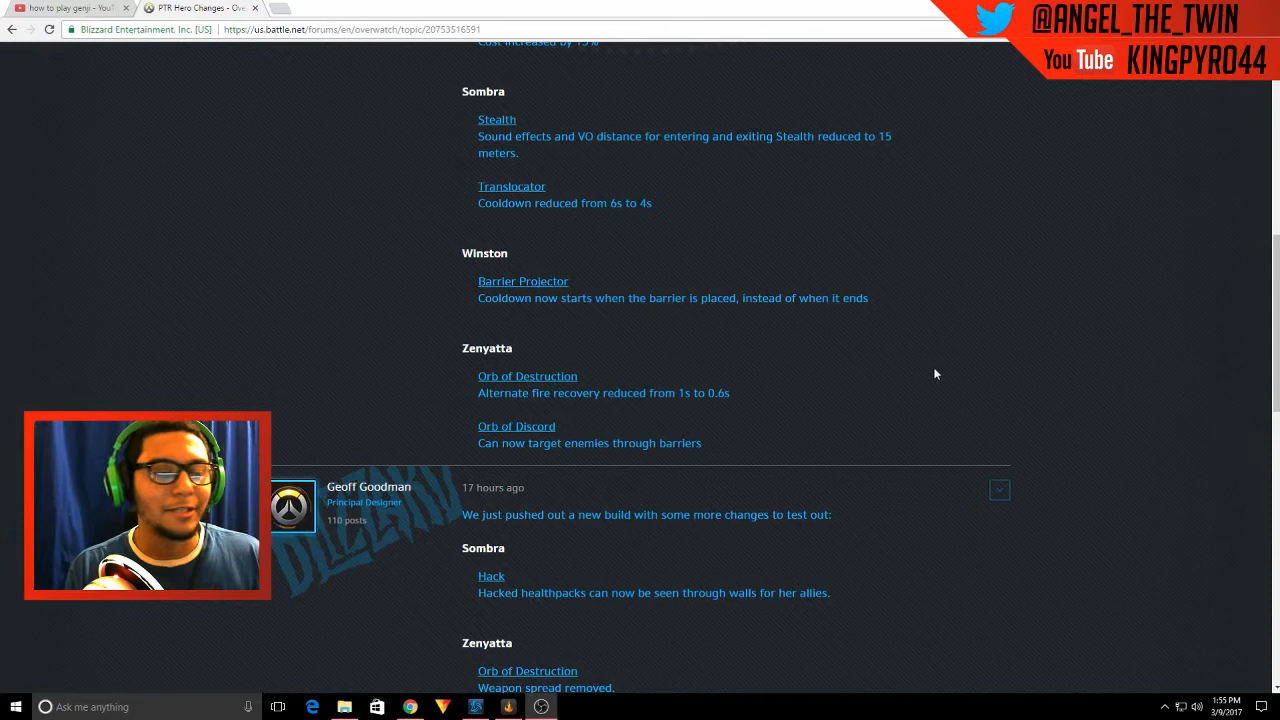 how to play genji - YouT
PTR Hero Changes - Ove
Blizzard Entertainment, Inc. [US]
https://us.battle.net/forums/en/overwatch/topic/20753516591
@ANGEL_THE_TWIN
YouTube KINGPYRO44
Cost increased by 15%
Sombra
Stealth
Sound effects and VO distance for entering and exiting Stealth reduced to 15
meters.
Translocator
Cooldown reduced from 6s to 4s
Winston
Barrier Projector
Cooldown now starts when the barrier is placed, instead of when it ends
Zenyatta
Orb of Destruction
Alternate fire recovery reduced from 1s to 0.6s
Orb of Discord
Can now target enemies through barriers
Geoff Goodman
Principal Designer
110 posts
17 hours ago
We just pushed out a new build with some more changes to test out:
Sombra
Hack
Hacked healthpacks can now be seen through walls for her allies.
Zenyatta
Orb of Destruction
Weapon spread removed.
Ask me anything
1:55 PM
3/9/2017